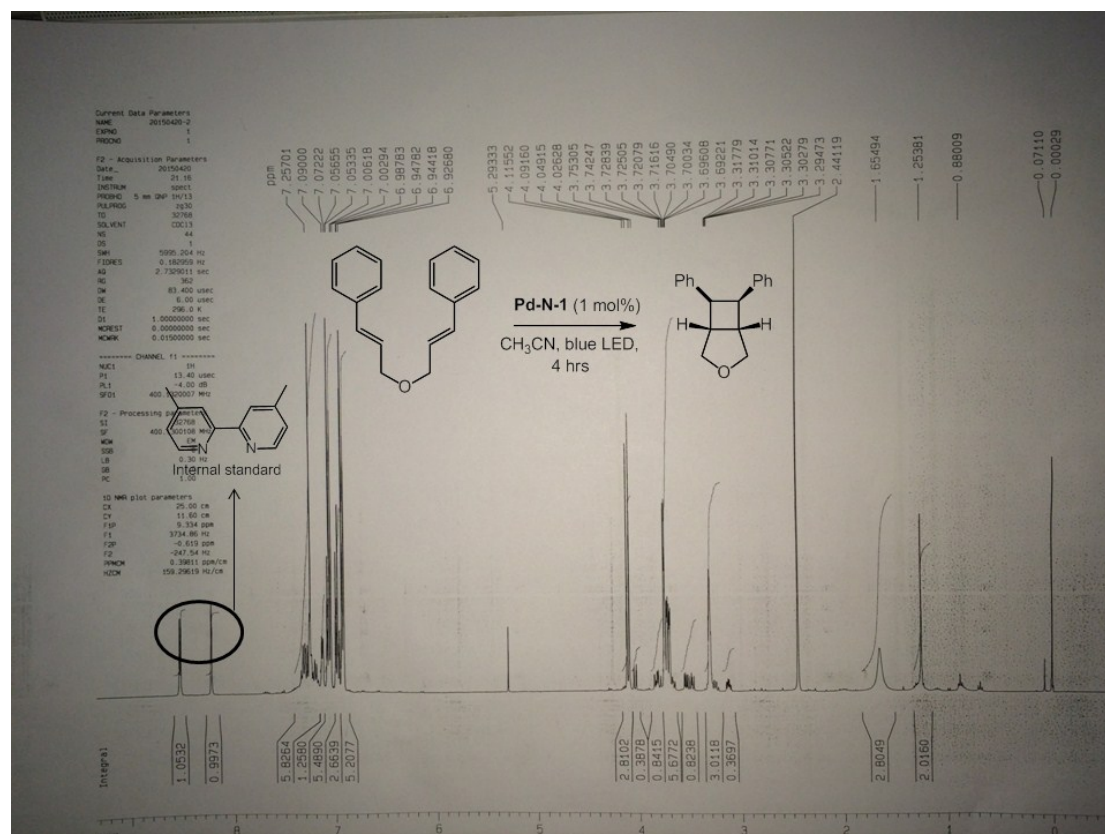 Current Data Parameters
NAME 20150420-2
EXPNO 1
PROCNO 1
F2 - Acquisition Parameters
Date_ 20150420
Time 21.16
INSTRUM spect
PROBHD 5 mm QNP 1H/13
PULPROG zg30
TD 32768
SOLVENT CDCl3
NS 44
DS 1
SWH 5995.204 Hz
FIDRES 0.182959 Hz
AQ 2.7329011 sec
RG 362
DW 83.400 usec
DE 6.00 usec
TE 296.0 K
D1 1.00000000 sec
MCREST 0.00000000 sec
MCWRK 0.01500000 sec
======== CHANNEL f1 ========
NUC1 1H
P1 13.40 usec
PL1 -4.00 dB
SFO1 MHz
F2 - Processing parameters
SI 32768
SF MHz
WDW EM
SSB
LB 0.30 Hz
GB
PC 1.00
1D NMR plot parameters
CX 25.00 cm
CY 11.60 cm
F1P 9.334 ppm
F1 3734.86 Hz
F2P -0.619 ppm
F2 -247.54 Hz
PPMCM 0.39811 ppm/cm
HZCM 159.29619 Hz/cm
ppm
7.25701
7.09000
7.07222
7.05655
7.05335
7.00618
7.00294
6.98783
6.94782
6.94418
6.92680
5.29333
4.11552
4.09160
4.04915
4.02628
3.75305
3.74247
3.72839
3.72505
3.72079
3.71616
3.70490
3.70034
3.69608
3.69221
3.31779
3.31014
3.30771
3.30522
3.30279
3.29473
2.44119
1.65494
1.25381
0.88009
0.07110
0.00029
O
Pd-N-1 (1 mol%)
CH3CN, blue LED,
4 hrs
Ph Ph
H H
O
N N
Internal standard
Integral
1.0532
0.9973
5.8264
1.2580
5.4890
2.6639
5.2077
2.8102
0.3878
0.8415
5.6772
0.8238
3.0118
0.3697
2.8049
2.0160
8 7 6 5 4 3 2 1 0